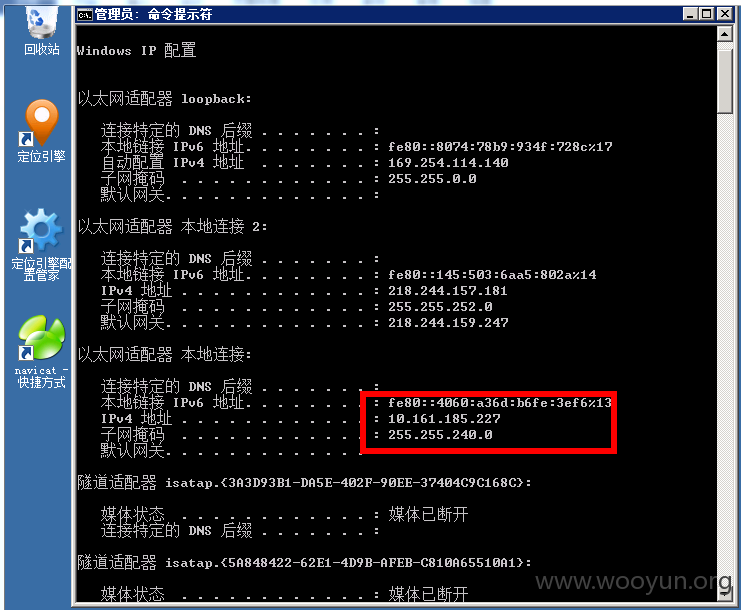 回收站
定位引擎
定位引擎配
置管家
navicat -
快捷方式
管理员: 命令提示符
Windows IP 配置
以太网适配器 loopback:
连接特定的 DNS 后缀 . . . . . . . :
本地链接 IPv6 地址. . . . . . . . : fe80::8074:78b9:934f:728c%17
自动配置 IPv4 地址 . . . . . . . : 169.254.114.140
子网掩码 . . . . . . . . . . . . : 255.255.0.0
默认网关. . . . . . . . . . . . . :
以太网适配器 本地连接 2:
连接特定的 DNS 后缀 . . . . . . . :
本地链接 IPv6 地址. . . . . . . . : fe80::145:503:6aa5:802a%14
IPv4 地址 . . . . . . . . . . . . : 218.244.157.181
子网掩码 . . . . . . . . . . . . : 255.255.252.0
默认网关. . . . . . . . . . . . . : 218.244.159.247
以太网适配器 本地连接:
连接特定的 DNS 后缀 . . . . . . . :
本地链接 IPv6 地址. . . . . . . . : fe80::4060:a36d:b6fe:3ef6%13
IPv4 地址 . . . . . . . . . . . . : 10.161.185.227
子网掩码 . . . . . . . . . . . . : 255.255.240.0
默认网关. . . . . . . . . . . . . :
隧道适配器 isatap.{3A3D93B1-DA5E-402F-90EE-37404C9C168C}:
媒体状态 . . . . . . . . . . . . : 媒体已断开
连接特定的 DNS 后缀 . . . . . . . :
隧道适配器 isatap.{5A848422-62E1-4D9B-AFEB-C810A65510A1}:
媒体状态 . . . . . . . . . . . . : 媒体已断开
www.wooyun.org